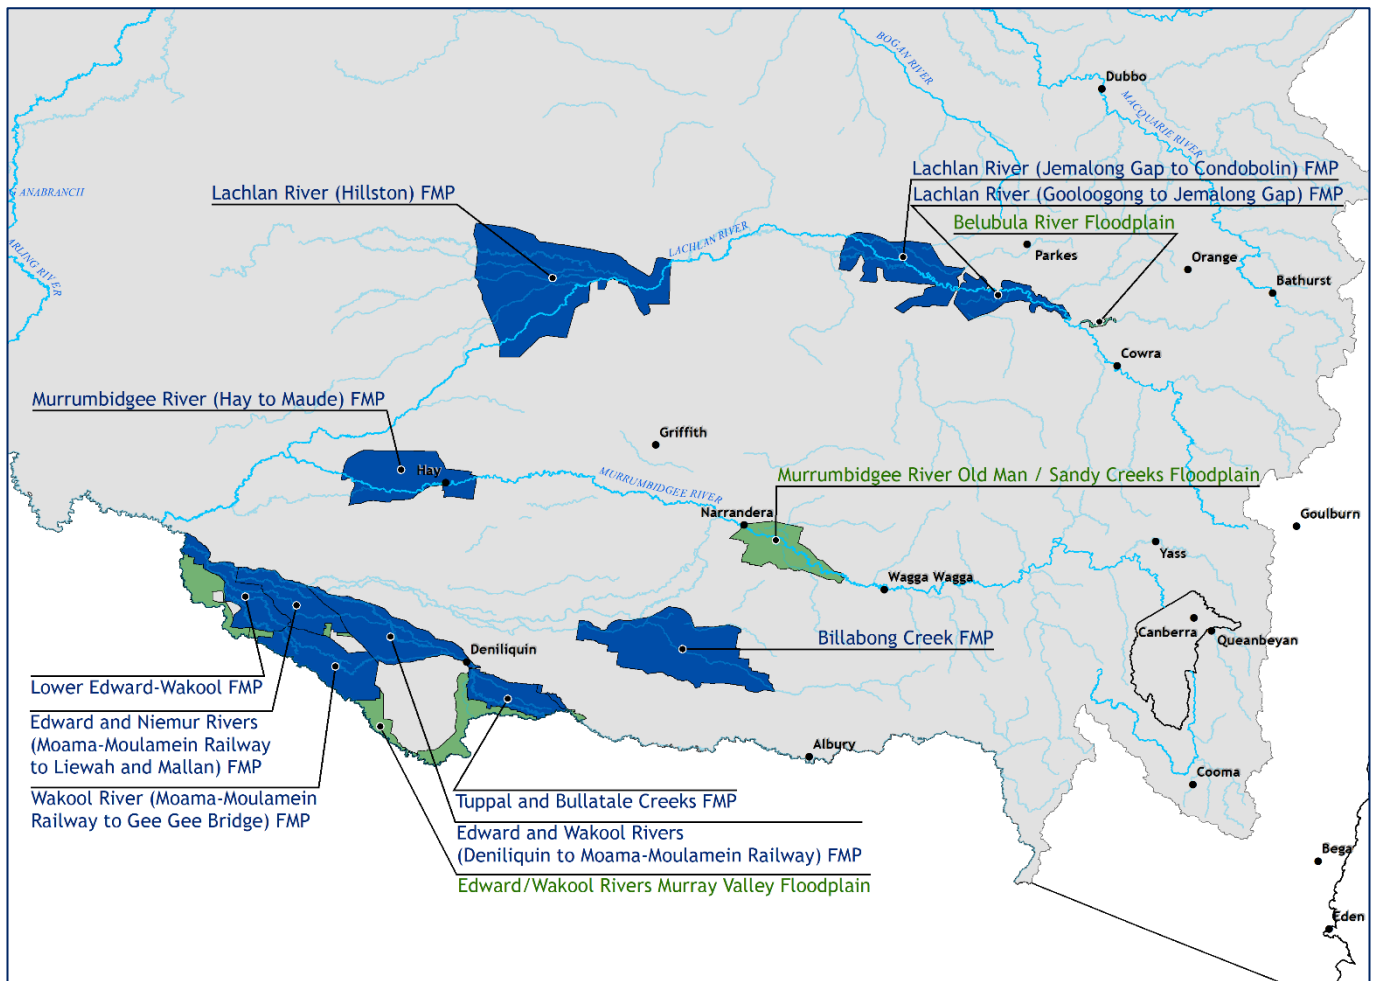 BOGAN RIVER
Dubbo
MACQUARIE RIVER
Lachlan River (Jemalong Gap to Condobolin) FMP
ANABRANCH
Lachlan River (Hillston) FMP
Lachlan River (Gooloogong to Jemalong Gap) FMP
Belubula River Floodplain
LACHLAN RIVER
Parkes
Orange
ARLING RIVER
Bathurst
Cowra
Murrumbidgee River (Hay to Maude) FMP
Griffith
Hay
MURRUMBIDGEE RIVER
Murrumbidgee River Old Man / Sandy Creeks Floodplain
Narrandera
Goulburn
Yass
Wagga Wagga
Canberra
Queanbeyan
Billabong Creek FMP
Deniliquin
Lower Edward-Wakool FMP
Edward and Niemur Rivers
(Moama-Moulamein Railway
to Liewah and Mallan) FMP
Albury
Cooma
Wakool River (Moama-Moulamein
Railway to Gee Gee Bridge) FMP
Tuppal and Bullatale Creeks FMP
Edward and Wakool Rivers
(Deniliquin to Moama-Moulamein Railway) FMP
Edward/Wakool Rivers Murray Valley Floodplain
Bega
Eden